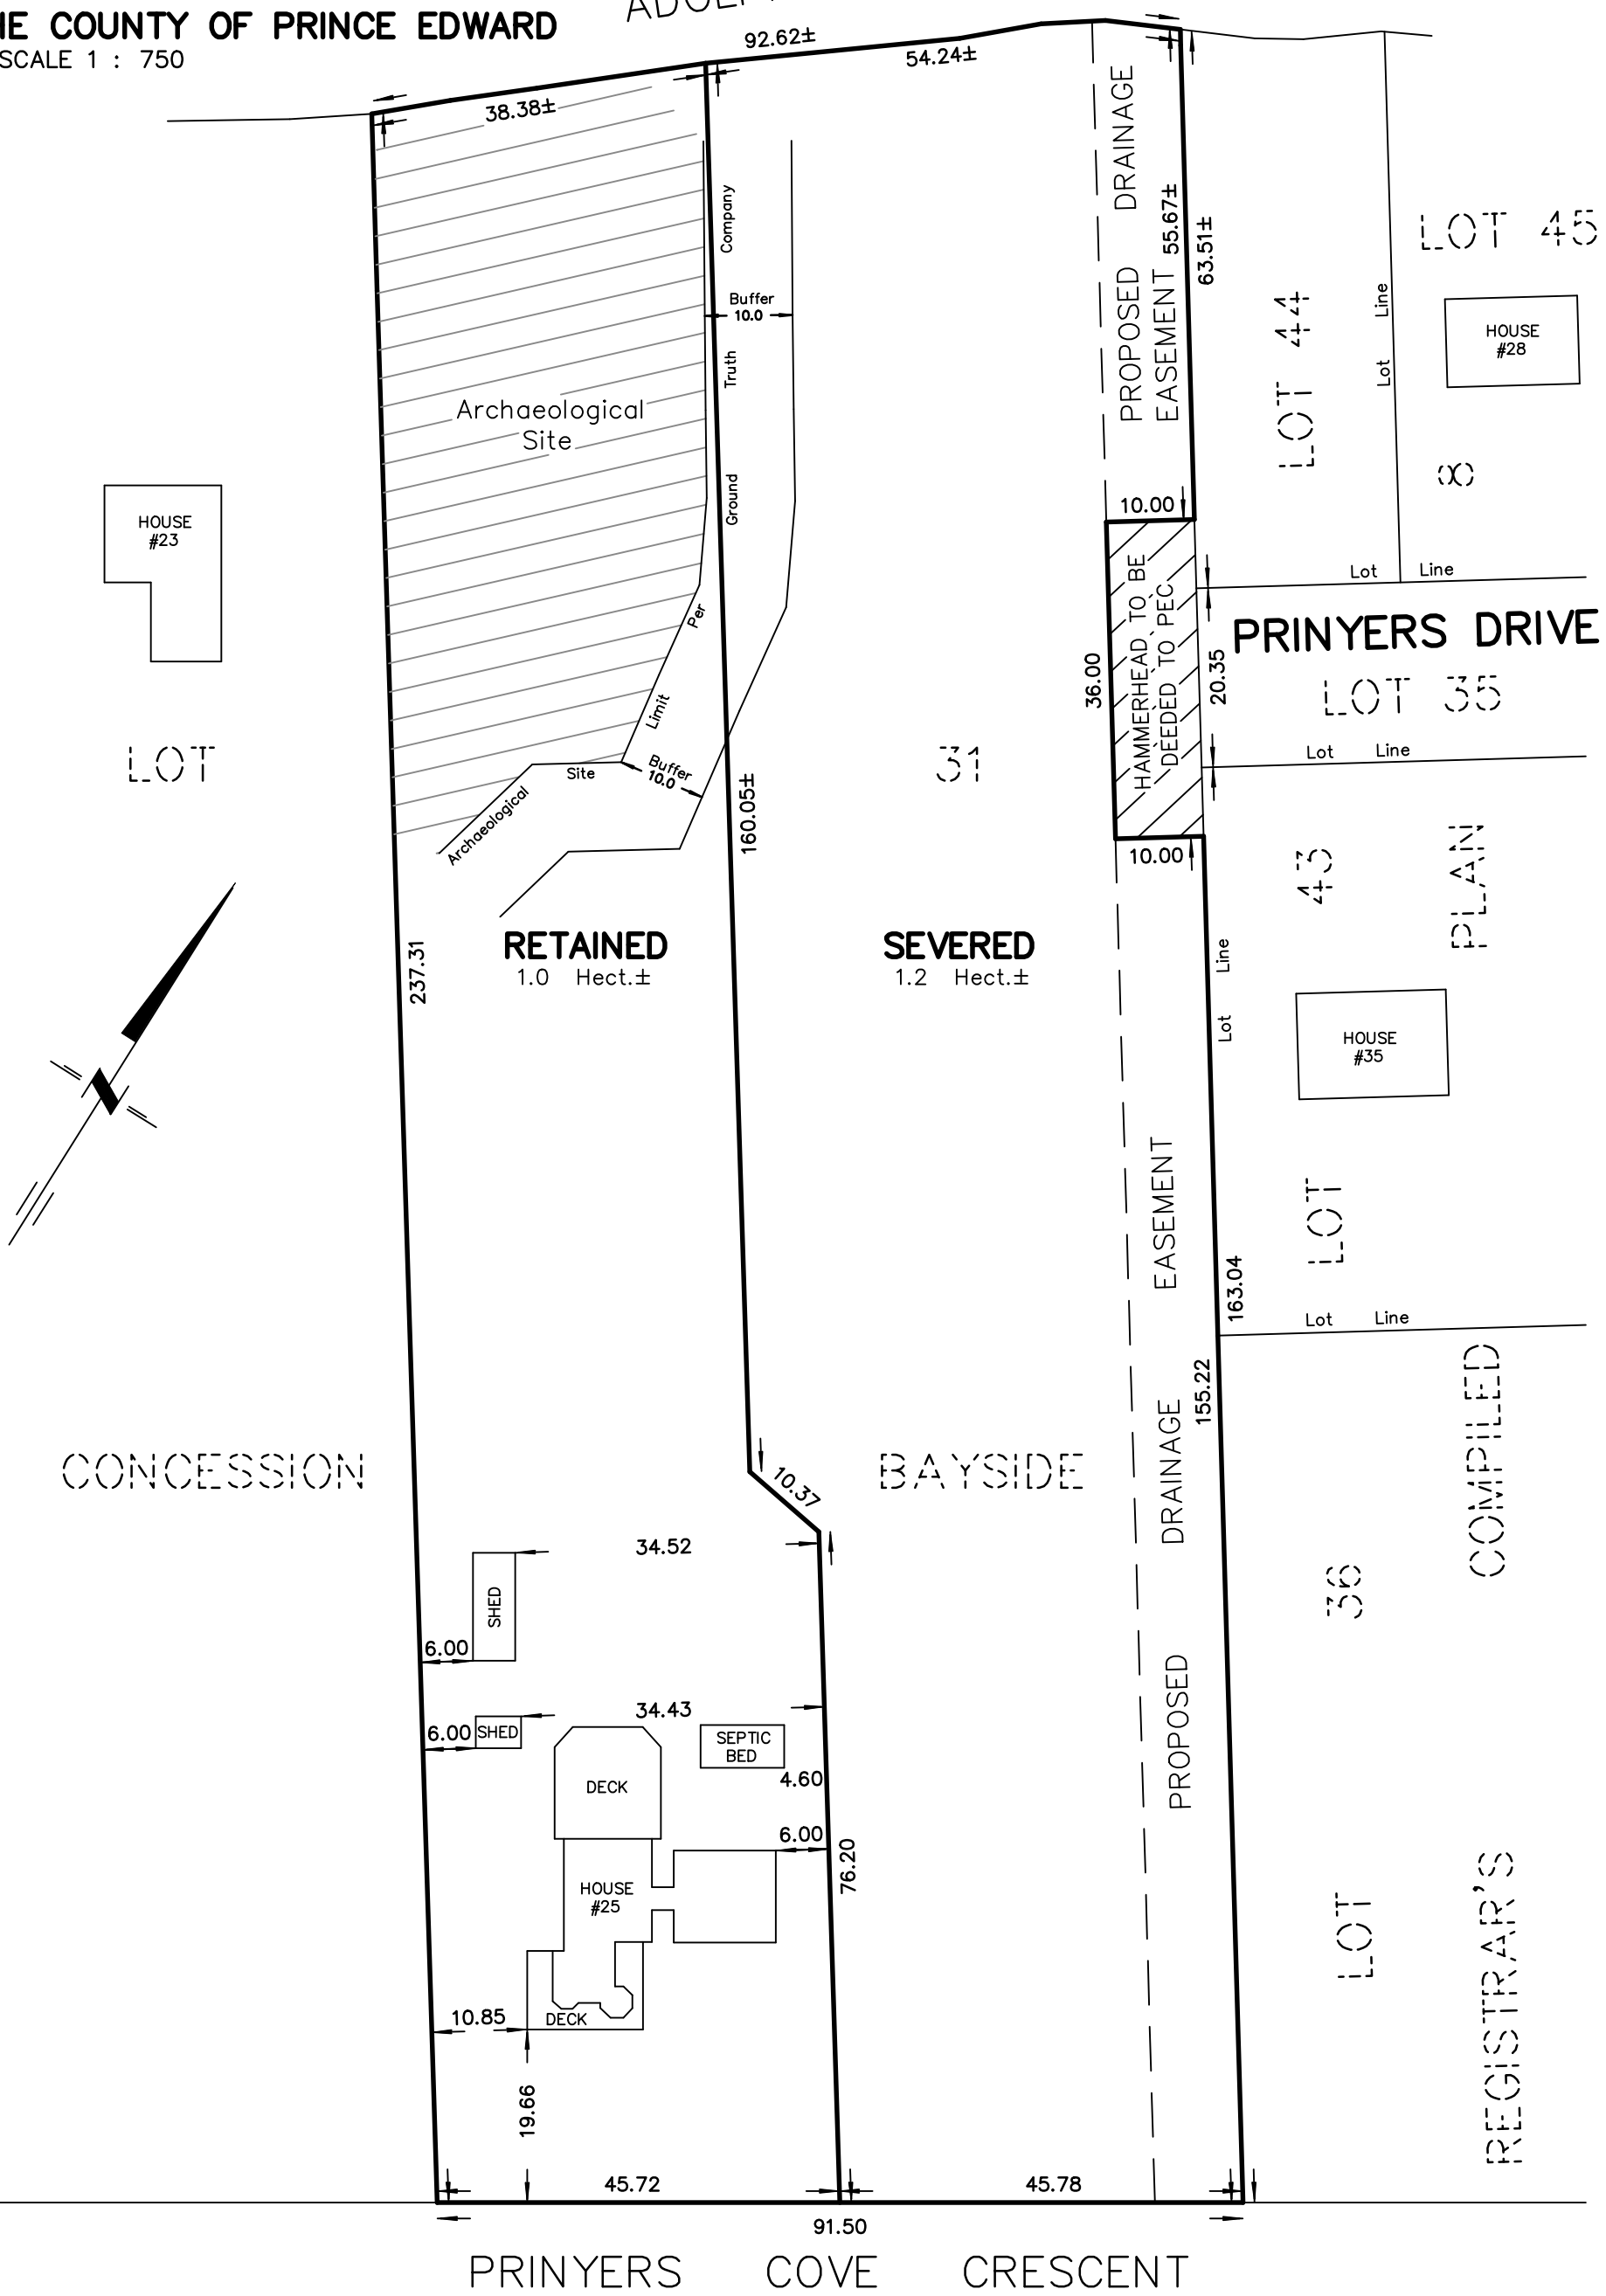 THE COUNTY OF PRINCE EDWARD
SCALE 1 : 750
92.62±
38.38±
54.24±
DRAINAGE
PROPOSED
EASEMENT
55.67±
63.51±
LOT 45
LOT 44
Lot Line
HOUSE
#28
8
Company
Truth
Ground
Per
Limit
Site
Archaeological
Buffer
10.0
Archaeological
Site
HOUSE
#23
10.00
HAMMERHEAD TO BE
DEEDED TO PEC
36.00
20.35
Lot Line
PRINYERS DRIVE
LOT 35
Lot Line
LOT
31
Buffer
10.0
160.05±
10.00
43
PLAN
RETAINED
1.0 Hect.±
SEVERED
1.2 Hect.±
237.31
Lot Line
HOUSE
#35
N
EASEMENT
LOT
163.04
Lot Line
155.22
CONCESSION
BAYSIDE
DRAINAGE
COMPILED
10.37
34.52
SHED
6.00
36
34.43
6.00
SHED
SEPTIC
BED
DECK
4.60
PROPOSED
6.00
76.20
HOUSE
#25
LOT
REGISTRAR'S
10.85
DECK
19.66
45.72
45.78
91.50
PRINYERS COVE CRESCENT